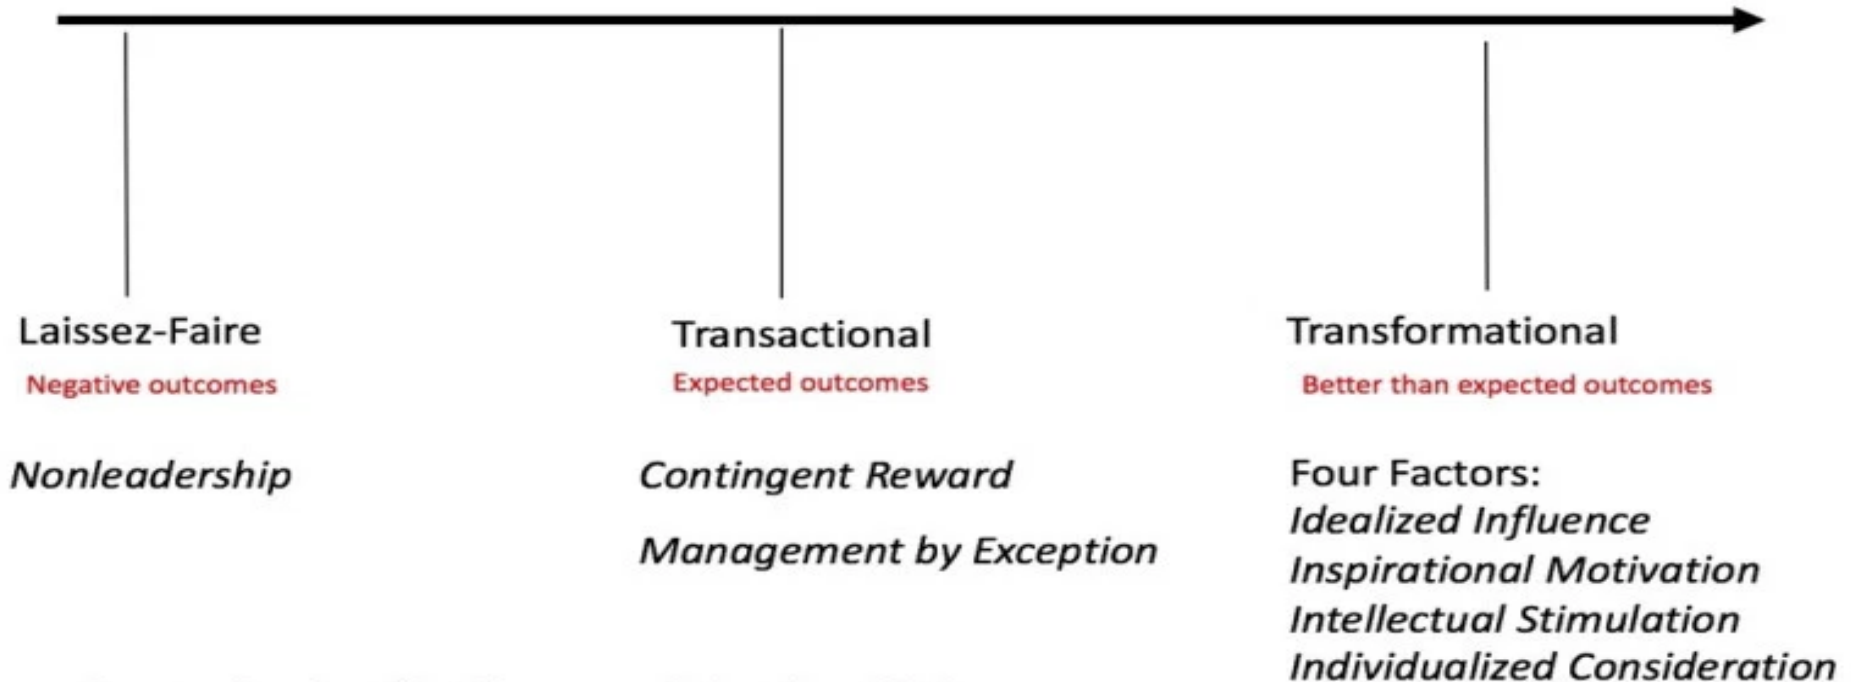 Laissez-Faire
Negative outcomes
Nonleadership
Transactional
Expected outcomes
Contingent Reward
Management by Exception
Transformational
Better than expected outcomes
Four Factors:
Idealized Influence
Inspirational Motivation
Intellectual Stimulation
Individualized Consideration